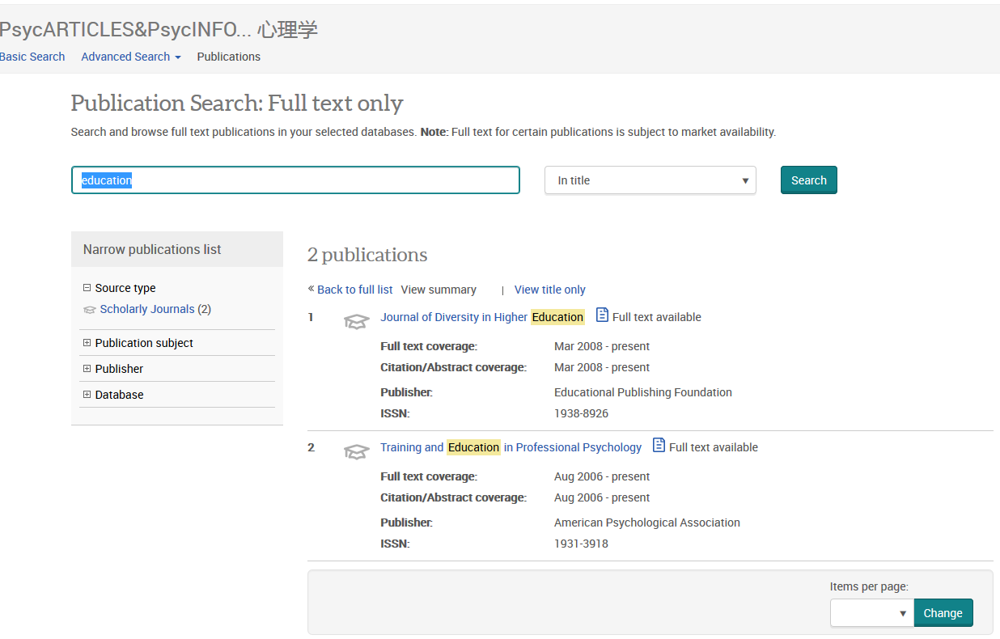 PsycARTICLES&PsycINFO... 心理学
Basic Search Advanced Search Publications
Publication Search: Full text only
Search and browse full text publications in your selected databases. Note: Full text for certain publications is subject to market availability.
education In title Search
Narrow publications list
Source type
Scholarly Journals (2)
Publication subject
Publisher
Database
2 publications
« Back to full list View summary | View title only
1 Journal of Diversity in Higher Education Full text available
Full text coverage: Mar 2008 - present
Citation/Abstract coverage: Mar 2008 - present
Publisher: Educational Publishing Foundation
ISSN: 1938-8926
2 Training and Education in Professional Psychology Full text available
Full text coverage: Aug 2006 - present
Citation/Abstract coverage: Aug 2006 - present
Publisher: American Psychological Association
ISSN: 1931-3918
Items per page:
Change